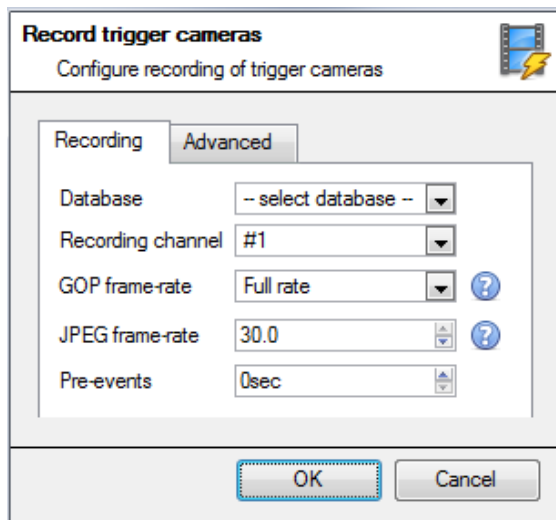 Record trigger cameras
Configure recording of trigger cameras
Recording Advanced
Database -- select database --
Recording channel #1
GOP frame-rate Full rate ?
JPEG frame-rate 30.0 ?
Pre-events 0sec
OK Cancel